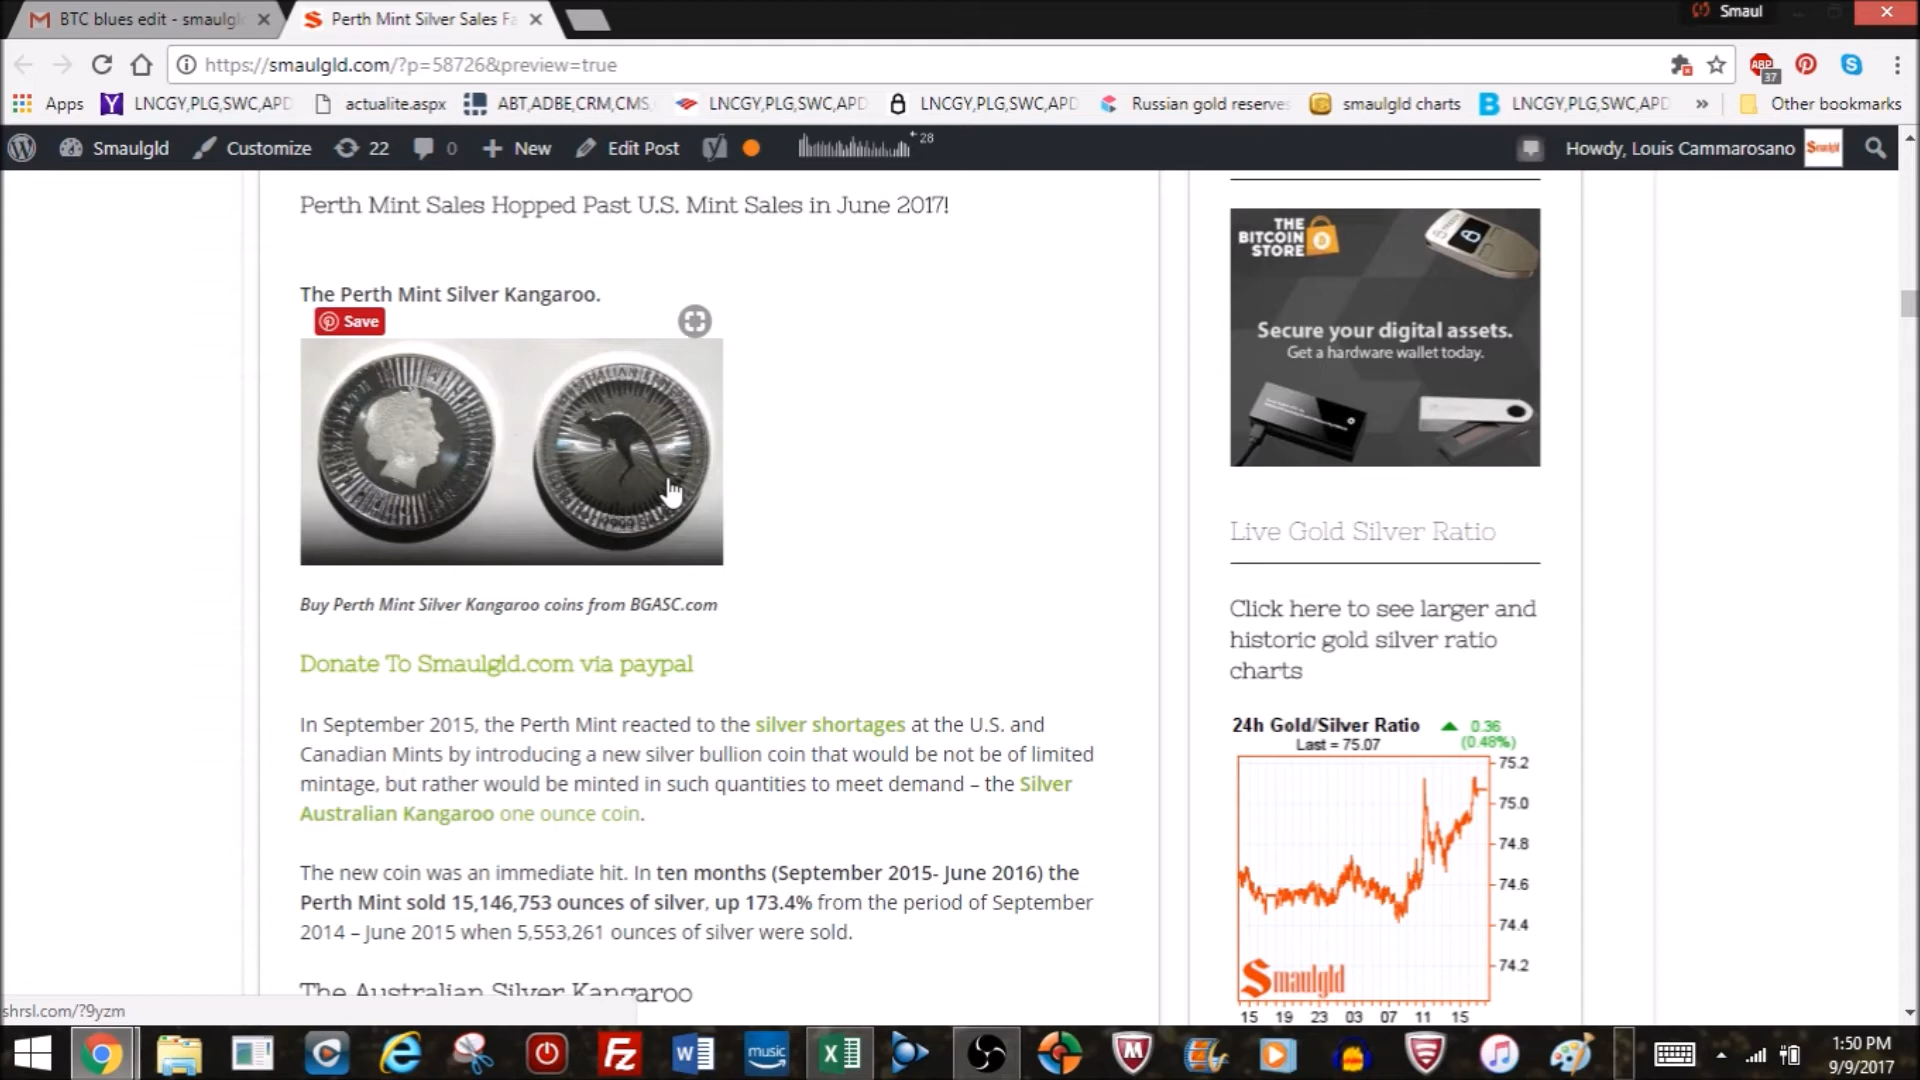 BTC blues edit - smaulgl
Perth Mint Silver Sales Fa
Smaul
https://smaulgld.com/?p=58726&preview=true
ABP
37
Apps
LNCGY,PLG,SWC,APD
actualite.aspx
ABT,ADBE,CRM,CMS,
LNCGY,PLG,SWC,APD
LNCGY,PLG,SWC,APD
Russian gold reserves
smaulgld charts
LNCGY,PLG,SWC,APD
»
Other bookmarks
Smaulgld
Customize
22
0
New
Edit Post
28
Howdy, Louis Cammarosano
Smaulgld
Perth Mint Sales Hopped Past U.S. Mint Sales in June 2017!
The Perth Mint Silver Kangaroo.
Save
Buy Perth Mint Silver Kangaroo coins from BGASC.com
Donate To Smaulgld.com via paypal
In September 2015, the Perth Mint reacted to the silver shortages at the U.S. and
Canadian Mints by introducing a new silver bullion coin that would be not be of limited
mintage, but rather would be minted in such quantities to meet demand – the Silver
Australian Kangaroo one ounce coin.
The new coin was an immediate hit. In ten months (September 2015- June 2016) the
Perth Mint sold 15,146,753 ounces of silver, up 173.4% from the period of September
2014 – June 2015 when 5,553,261 ounces of silver were sold.
The Australian Silver Kangaroo
THE
BITCOIN
STORE
Secure your digital assets.
Get a hardware wallet today.
Live Gold Silver Ratio
Click here to see larger and
historic gold silver ratio
charts
24h Gold/Silver Ratio
0.36
Last = 75.07
(0.48%)
75.2
75.0
74.8
74.6
74.4
74.2
Smaulgld
15 19 23 03 07 11 15
shrsl.com/?9yzm
music
1:50 PM
9/9/2017